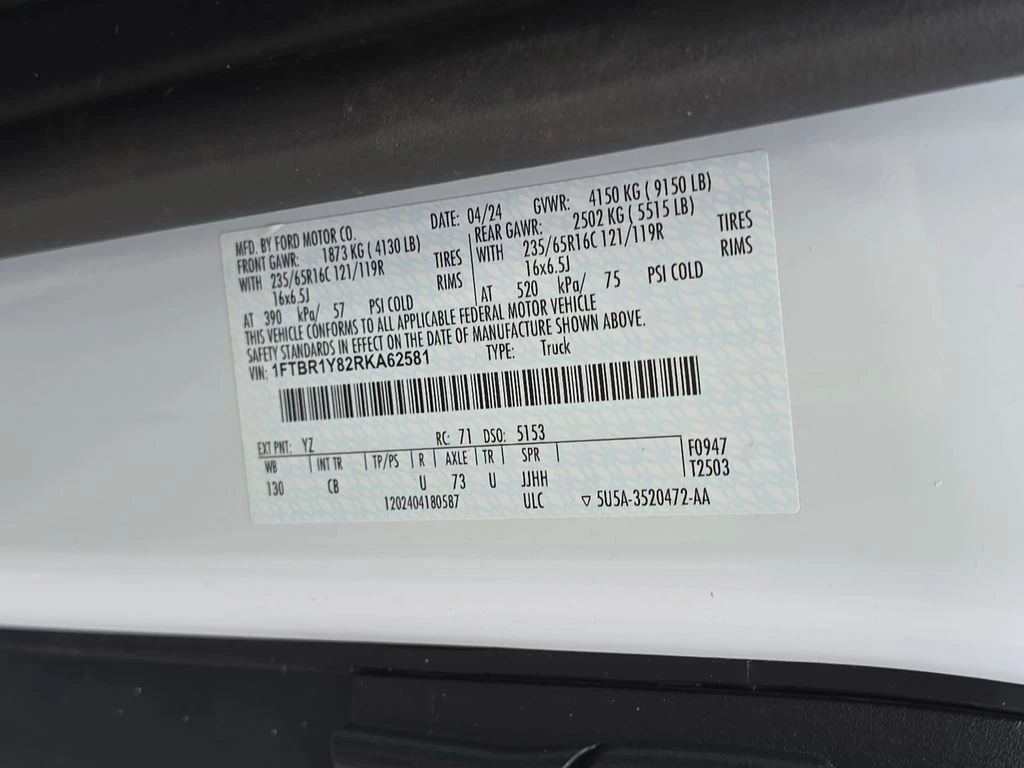 MFD. BY FORD MOTOR CO. DATE: 04/24 GVWR: 4150 KG ( 9150 LB)
FRONT GAWR: 1873 KG ( 4130 LB) REAR GAWR: 2502 KG ( 5515 LB)
WITH 235/65R16C 121/119R TIRES WITH 235/65R16C 121/119R TIRES
16x6.5J RIMS 16x6.5J RIMS
AT 390 kPa/ 57 PSI COLD AT 520 kPa/ 75 PSI COLD
THIS VEHICLE CONFORMS TO ALL APPLICABLE FEDERAL MOTOR VEHICLE
SAFETY STANDARDS IN EFFECT ON THE DATE OF MANUFACTURE SHOWN ABOVE.
VIN: 1FTBR1Y82RKA62581 TYPE: Truck
EXT PNT: YZ RC: 71 DSO: 5153
WB INT TR TP/PS R AXLE TR SPR F0947
130 CB U 73 U JJHH T2503
1202404180587 ULC ▽ 5U5A-3520472-AA